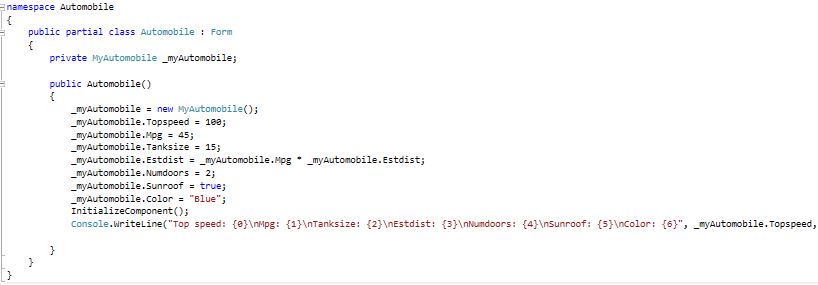 namespace Automobile
{
public partial class Automobile : Form
{
private MyAutomobile _myAutomobile;
public Automobile()
{
_myAutomobile = new MyAutomobile();
_myAutomobile.Topspeed = 100;
_myAutomobile.Mpg = 45;
_myAutomobile.Tanksize = 15;
_myAutomobile.Estdist = _myAutomobile.Mpg * _myAutomobile.Estdist;
_myAutomobile.Numdoors = 2;
_myAutomobile.Sunroof = true;
_myAutomobile.Color = "Blue";
InitializeComponent();
Console.WriteLine("Top speed: {0}\nMpg: {1}\nTanksize: {2}\nEstdist: {3}\nNumdoors: {4}\nSunroof: {5}\nColor: {6}", _myAutomobile.Topspeed,
}
}
}